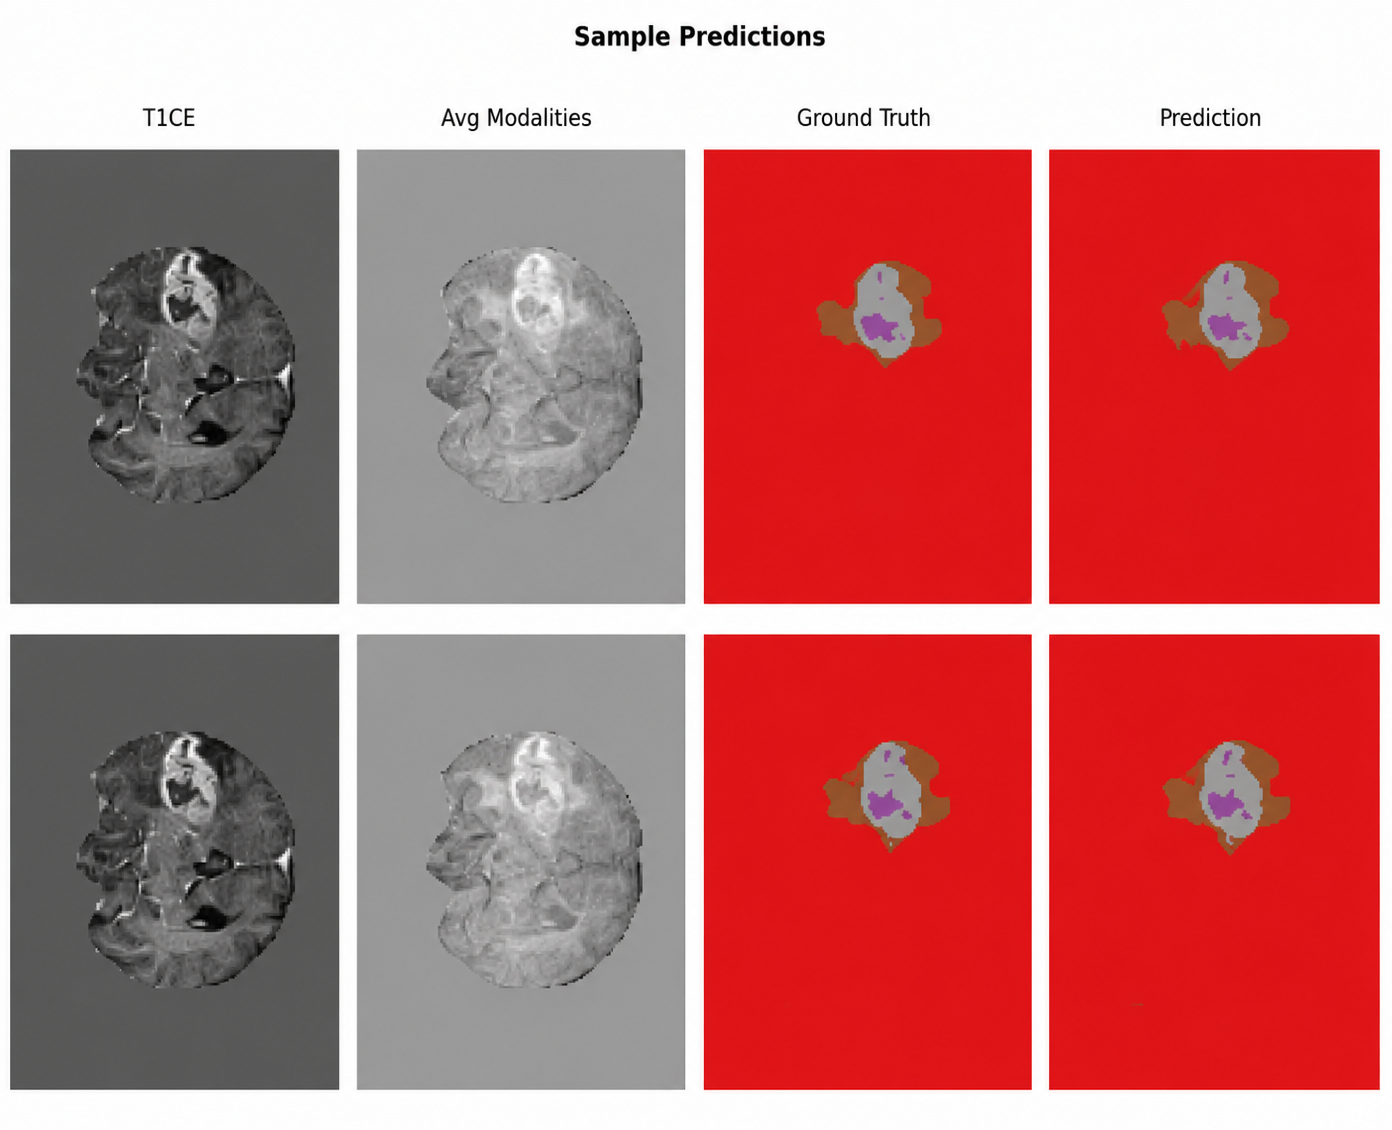 Sample Predictions
T1CE
Avg Modalities
Ground Truth
Prediction